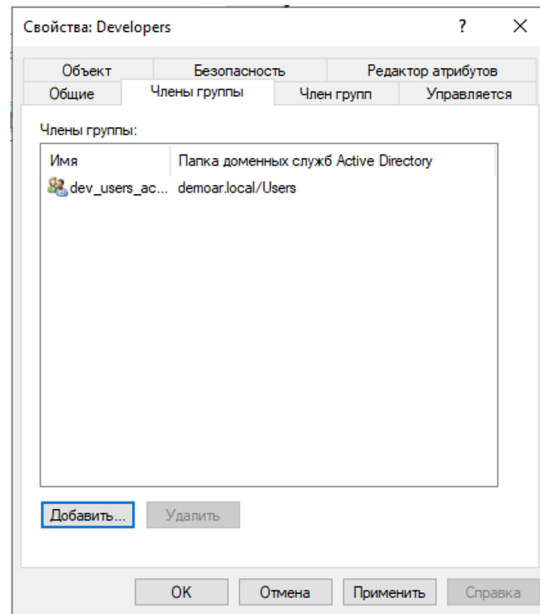 Свойства: Developers
?
Объект Безопасность Редактор атрибутов
Общие Члены группы Член групп Управляется
Члены группы:
Имя Папка доменных служб Active Directory
dev_users_ac... demoar.local/Users
Добавить... Удалить
OK Отмена Применить Справка